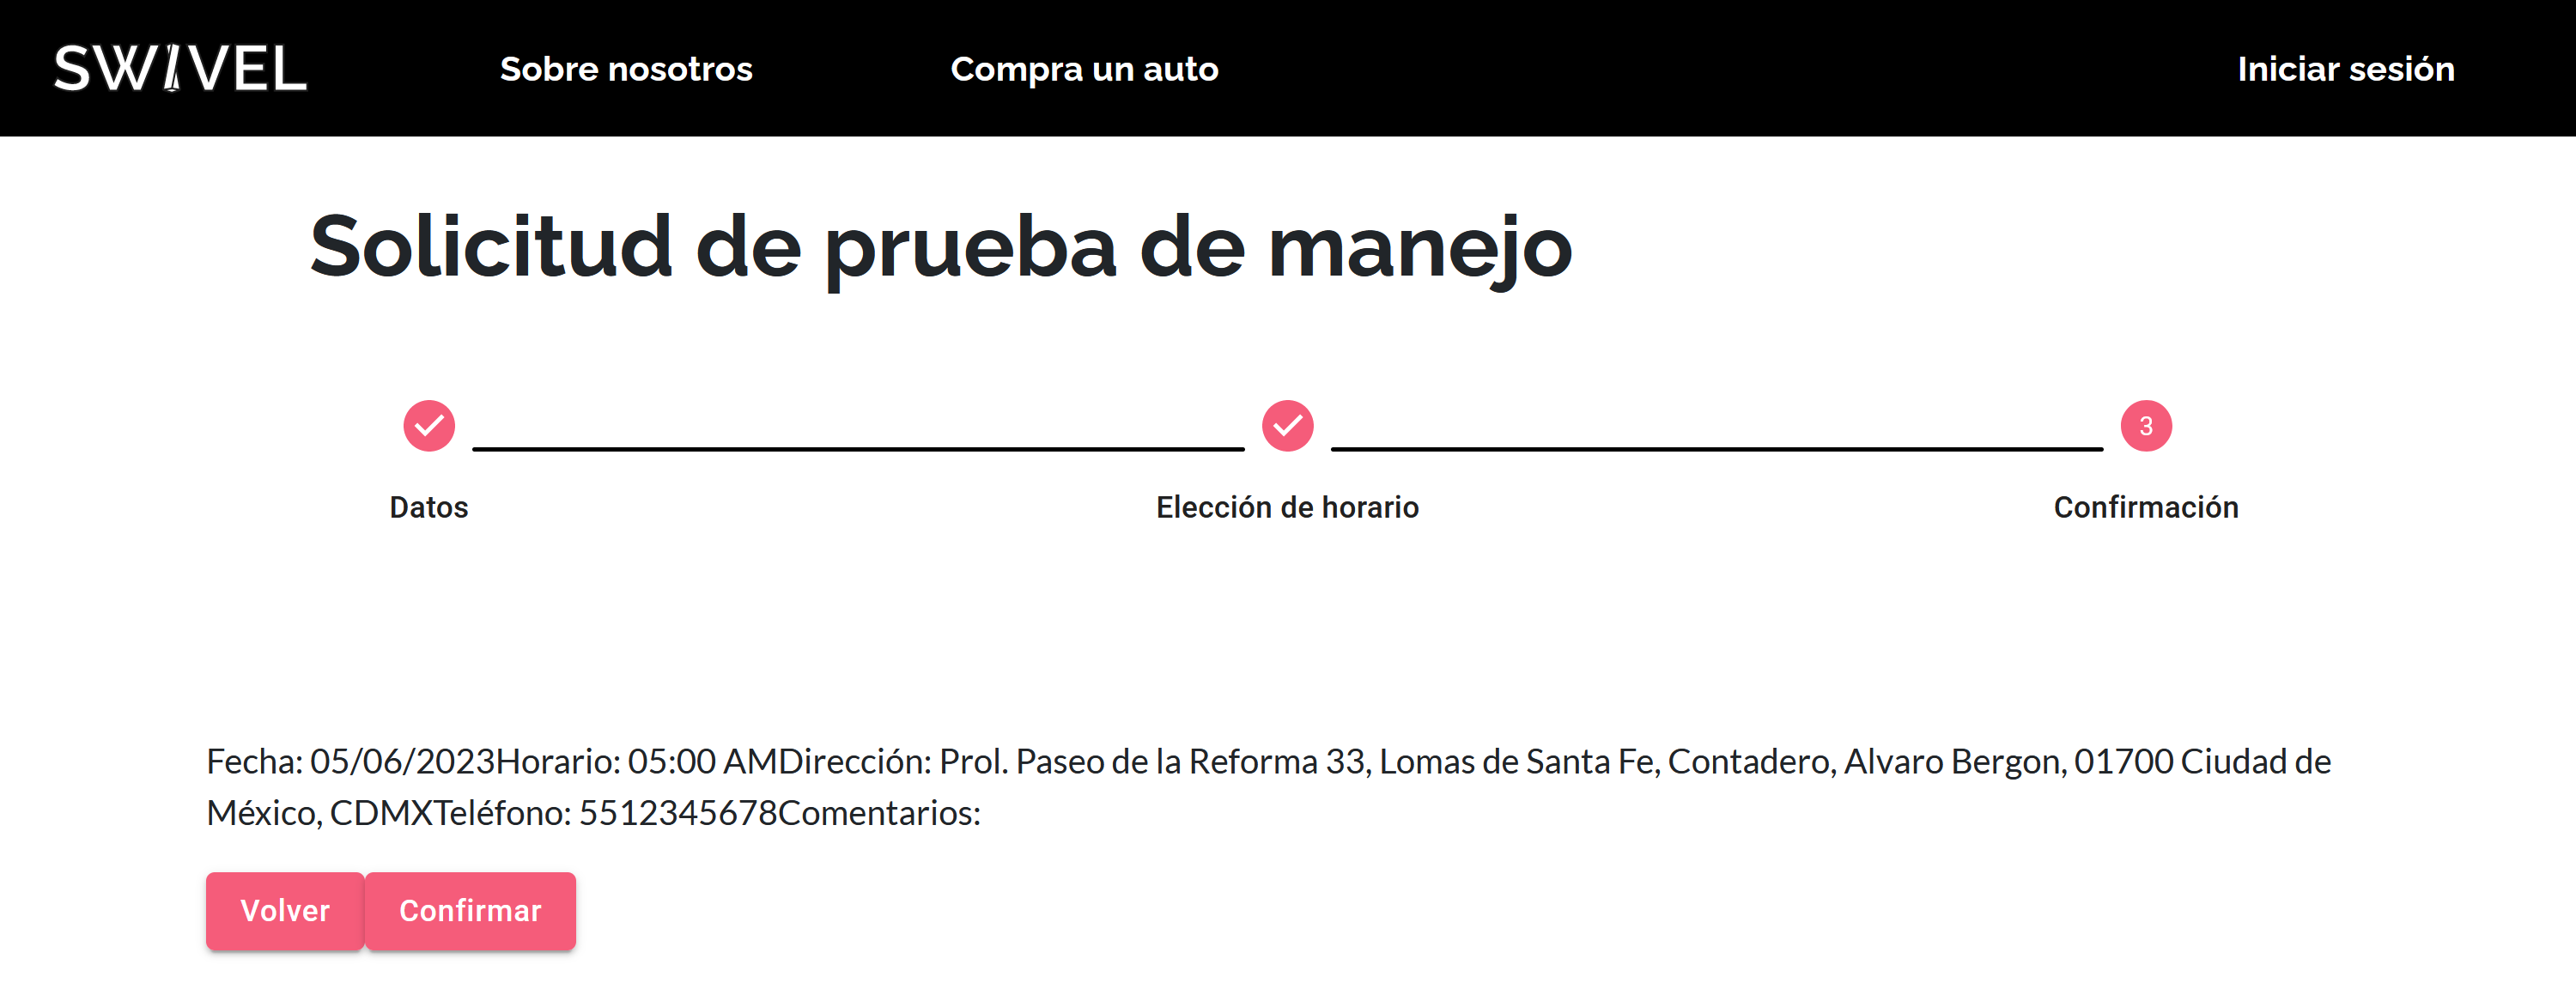 SWIVEL Sobre nosotros Compra un auto Iniciar sesión
Solicitud de prueba de manejo
3
Datos Elección de horario Confirmación
Fecha: 05/06/2023Horario: 05:00 AMDirección: Prol. Paseo de la Reforma 33, Lomas de Santa Fe, Contadero, Alvaro Bergon, 01700 Ciudad de
México, CDMXTeléfono: 5512345678Comentarios:
Volver Confirmar